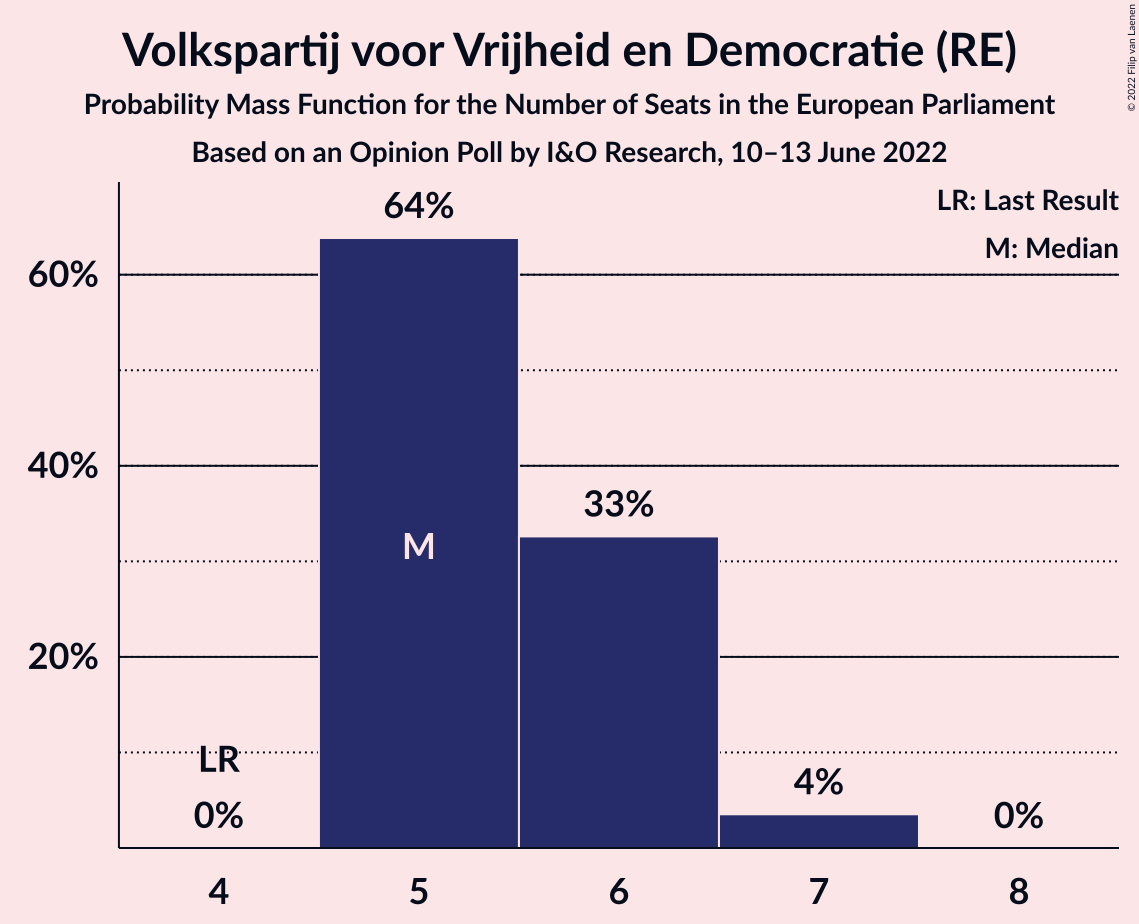 Volkspartij voor Vrijheid en Democratie (RE)
Probability Mass Function for the Number of Seats in the European Parliament
Based on an Opinion Poll by I&O Research, 10–13 June 2022
© 2022 Filip van Laenen
LR: Last Result
M: Median
64%
60%
40%
33%
M
20%
LR
4%
0%
0%
4
5
6
7
8